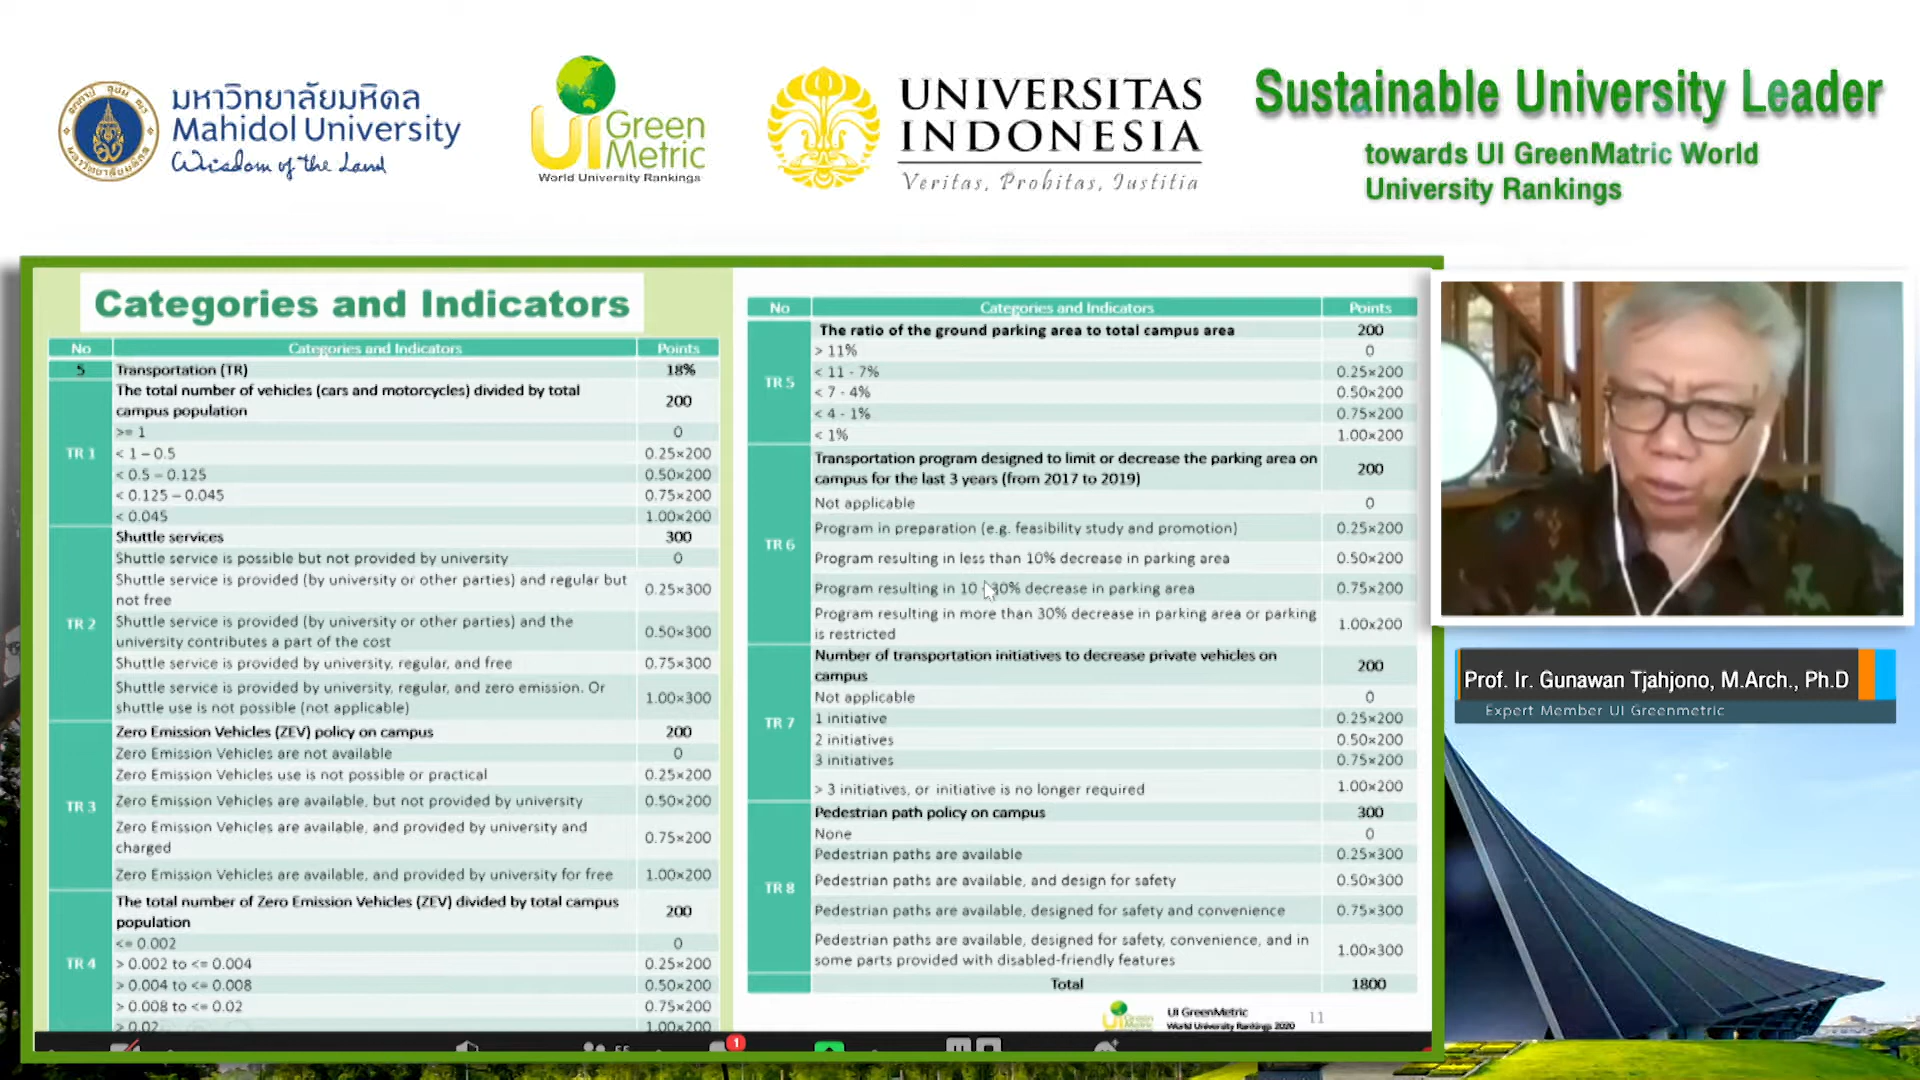 มหาวิทยาลัยมหิดล
Mahidol University
Wisdom of the Land
UI Green
Metric
World University Rankings
UNIVERSITAS
INDONESIA
Veritas, Probitas, Iustitia
Sustainable University Leader
towards UI GreenMatric World
University Rankings
Categories and Indicators
No Categories and Indicators Points
5 Transportation (TR) 18%
TR 1
The total number of vehicles (cars and motorcycles) divided by total
campus population
200
>= 1 0
< 1 – 0.5 0.25×200
< 0.5 – 0.125 0.50×200
< 0.125 – 0.045 0.75×200
< 0.045 1.00×200
TR 2
Shuttle services 300
Shuttle service is possible but not provided by university 0
Shuttle service is provided (by university or other parties) and regular but
not free
0.25×300
Shuttle service is provided (by university or other parties) and the
university contributes a part of the cost
0.50×300
Shuttle service is provided by university, regular, and free 0.75×300
Shuttle service is provided by university, regular, and zero emission. Or
shuttle use is not possible (not applicable)
1.00×300
TR 3
Zero Emission Vehicles (ZEV) policy on campus 200
Zero Emission Vehicles are not available 0
Zero Emission Vehicles use is not possible or practical 0.25×200
Zero Emission Vehicles are available, but not provided by university 0.50×200
Zero Emission Vehicles are available, and provided by university and
charged
0.75×200
Zero Emission Vehicles are available, and provided by university for free 1.00×200
TR 4
The total number of Zero Emission Vehicles (ZEV) divided by total campus
population
200
<= 0.002 0
> 0.002 to <= 0.004 0.25×200
> 0.004 to <= 0.008 0.50×200
> 0.008 to <= 0.02 0.75×200
> 0.02 1.00×200
No Categories and Indicators Points
TR 5
The ratio of the ground parking area to total campus area 200
> 11% 0
< 11 - 7% 0.25×200
< 7 - 4% 0.50×200
< 4 - 1% 0.75×200
< 1% 1.00×200
TR 6
Transportation program designed to limit or decrease the parking area on
campus for the last 3 years (from 2017 to 2019)
200
Not applicable 0
Program in preparation (e.g. feasibility study and promotion) 0.25×200
Program resulting in less than 10% decrease in parking area 0.50×200
Program resulting in 10 30% decrease in parking area 0.75×200
Program resulting in more than 30% decrease in parking area or parking
is restricted
1.00×200
TR 7
Number of transportation initiatives to decrease private vehicles on
campus
200
Not applicable 0
1 initiative 0.25×200
2 initiatives 0.50×200
3 initiatives 0.75×200
> 3 initiatives, or initiative is no longer required 1.00×200
TR 8
Pedestrian path policy on campus 300
None 0
Pedestrian paths are available 0.25×300
Pedestrian paths are available, and design for safety 0.50×300
Pedestrian paths are available, designed for safety and convenience 0.75×300
Pedestrian paths are available, designed for safety, convenience, and in
some parts provided with disabled-friendly features
1.00×300
Total 1800
UI Green
UI GreenMetric
World University Rankings 2020
11
55
1
Prof. Ir. Gunawan Tjahjono, M.Arch., Ph.D
Expert Member UI Greenmetric